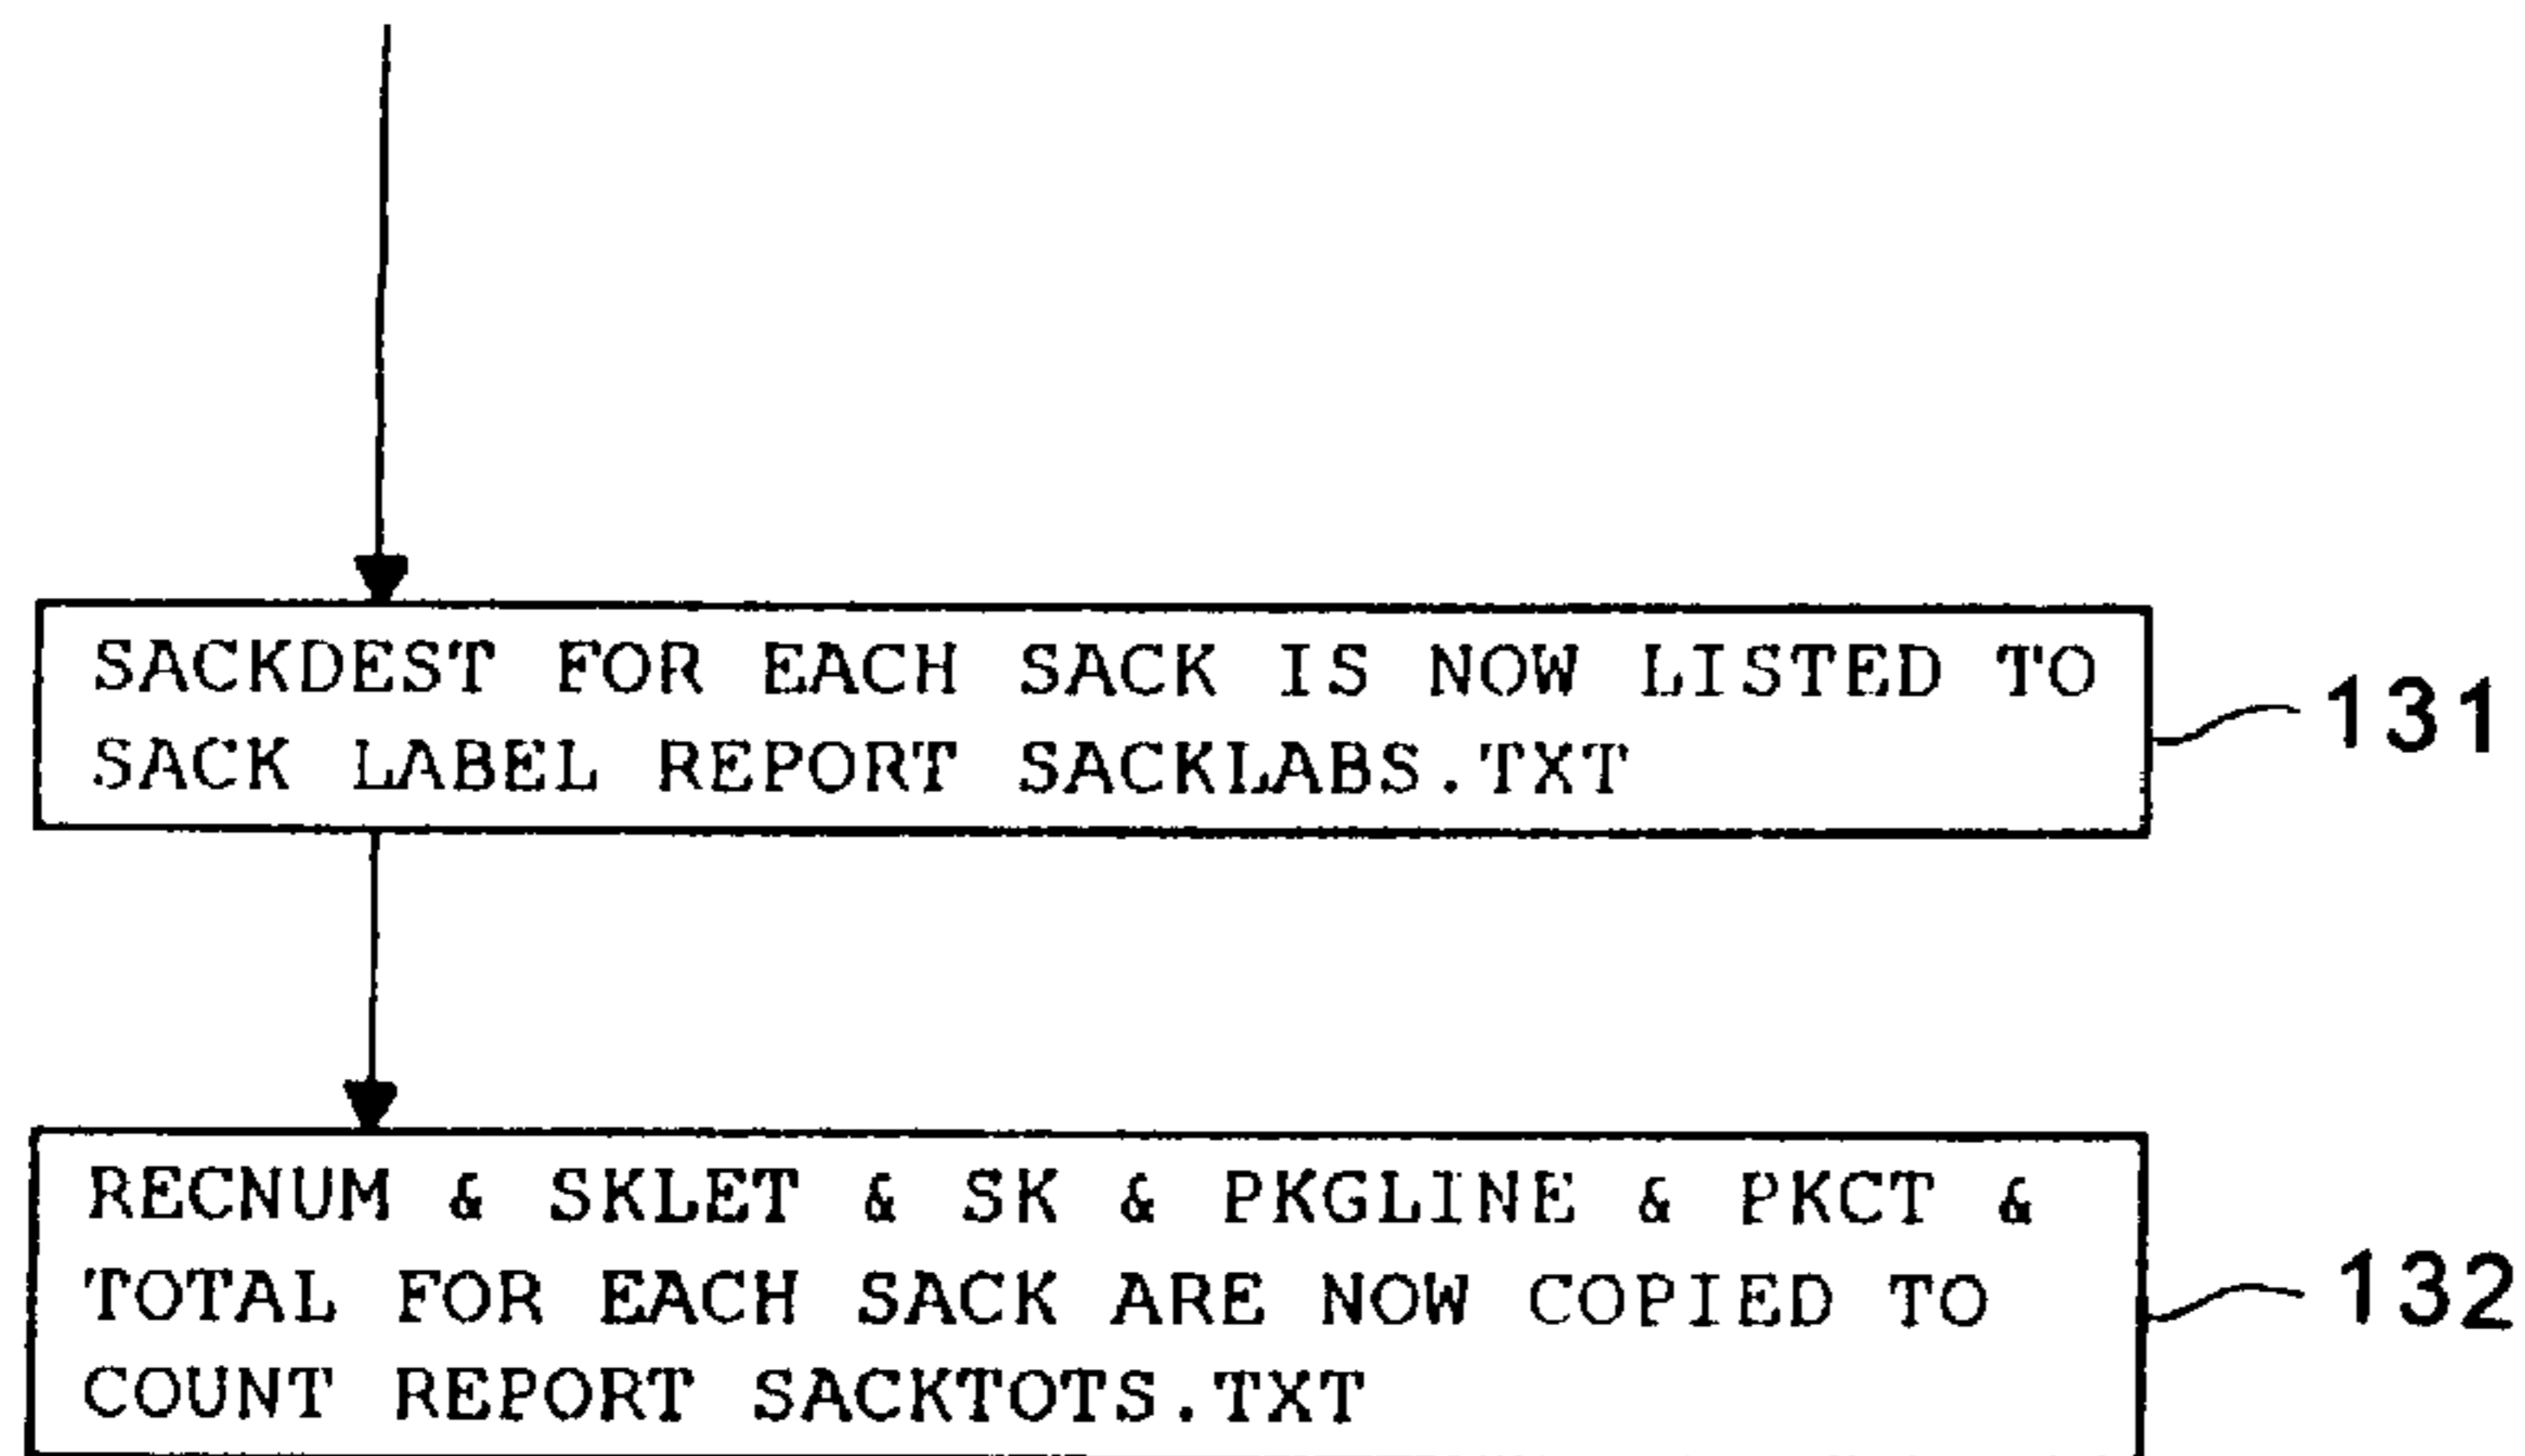 SACKDEST FOR EACH SACK IS NOW LISTED TO
SACK LABEL REPORT SACKLABS.TXT
131
RECNUM & SKLET & SK & PKGLINE & PKCT &
TOTAL FOR EACH SACK ARE NOW COPIED TO
COUNT REPORT SACKTOTS.TXT
132